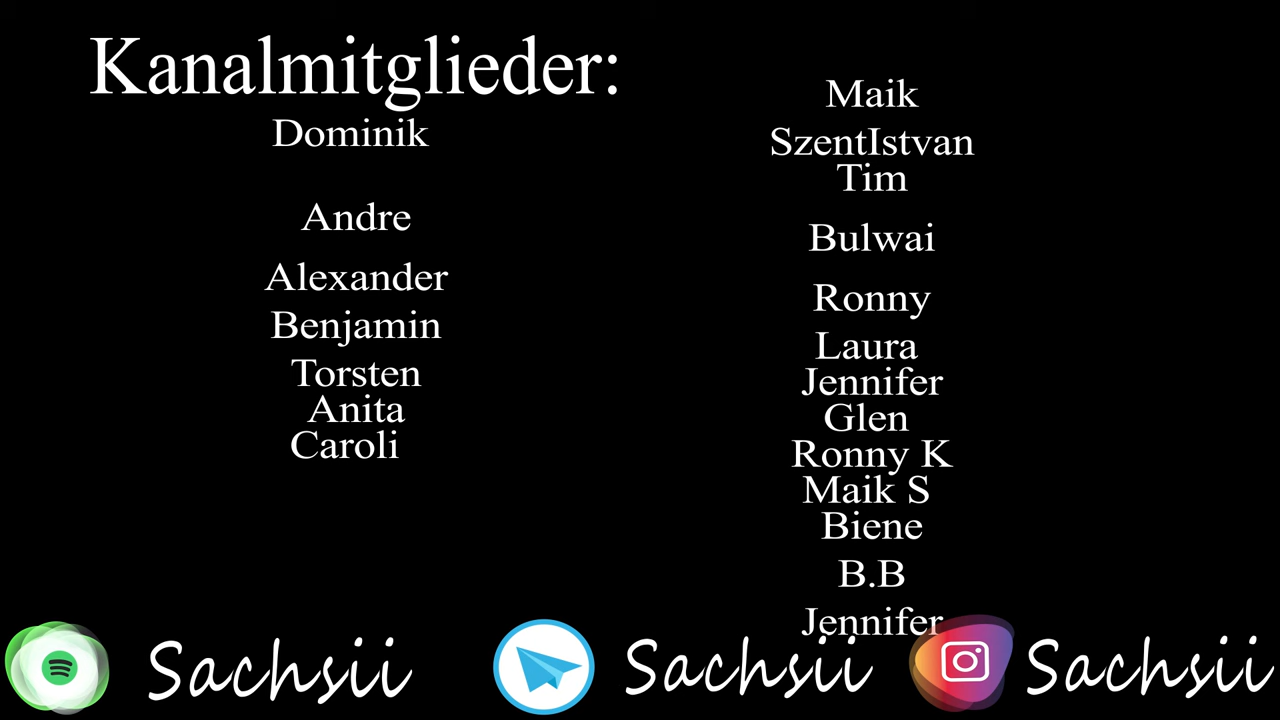 Kanalmitglieder:
Dominik
Andre
Alexander
Benjamin
Torsten
Anita
Caroli
Maik
SzentIstvan
Tim
Bulwai
Ronny
Laura
Jennifer
Glen
Ronny K
Maik S
Biene
B.B
Jennifer
Sachsii
Sachsii
Sachsii